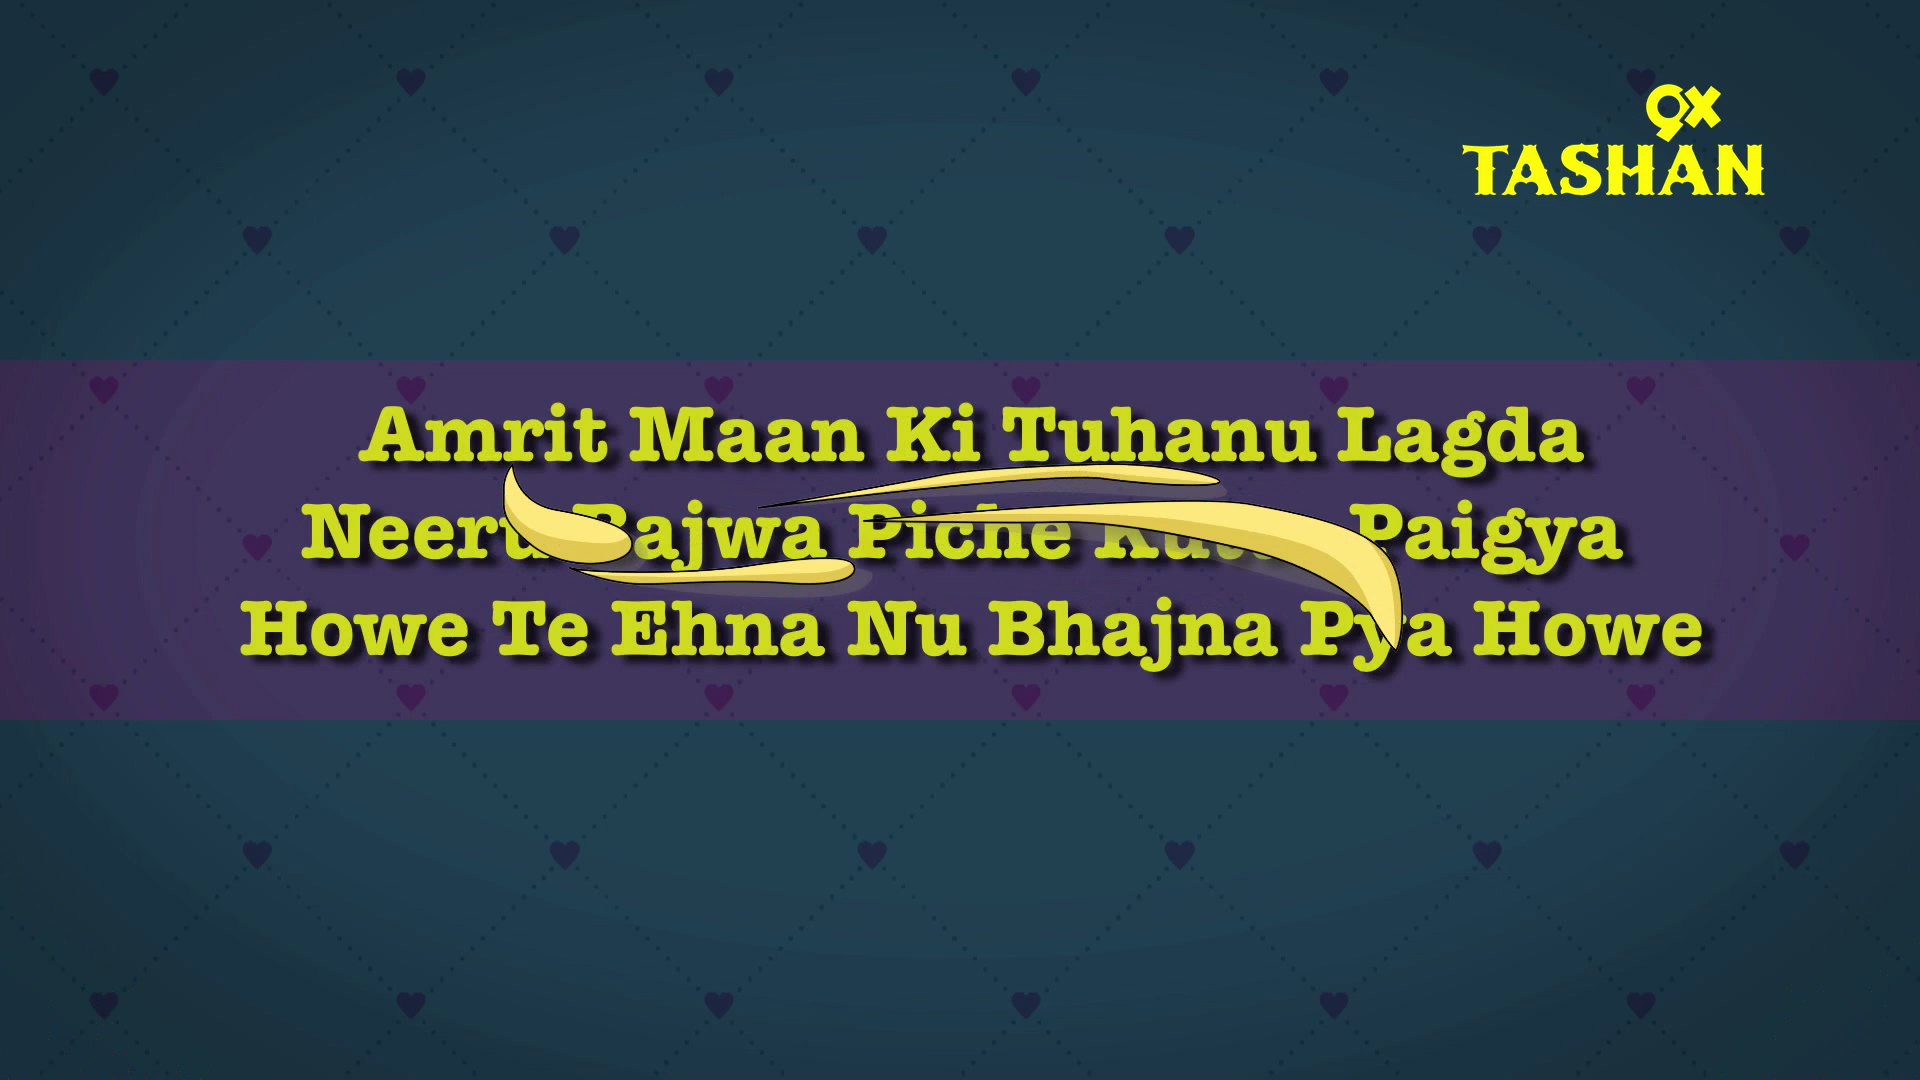 9X
TASHAN
Amrit Maan Ki Tuhanu Lagda
Neeru Bajwa Piche Paigya
Howe Te Ehna Nu Bhajna Pya Howe